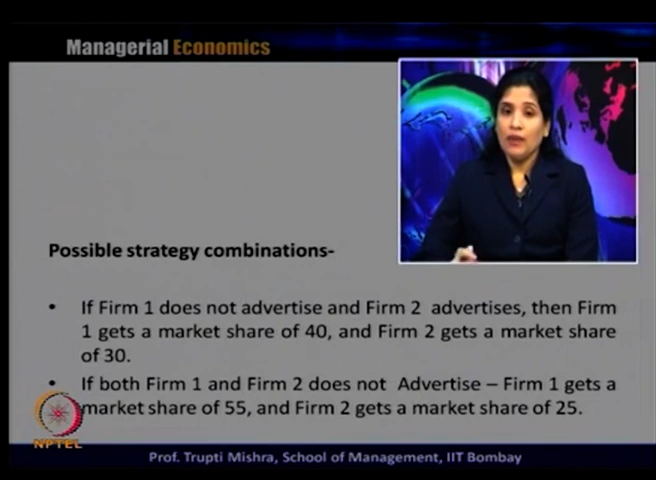 Managerial Economics
Possible strategy combinations-
• If Firm 1 does not advertise and Firm 2 advertises, then Firm
1 gets a market share of 40, and Firm 2 gets a market share
of 30.
• If both Firm 1 and Firm 2 does not Advertise – Firm 1 gets a
market share of 55, and Firm 2 gets a market share of 25.
NPTEL
Prof. Trupti Mishra, School of Management, IIT Bombay